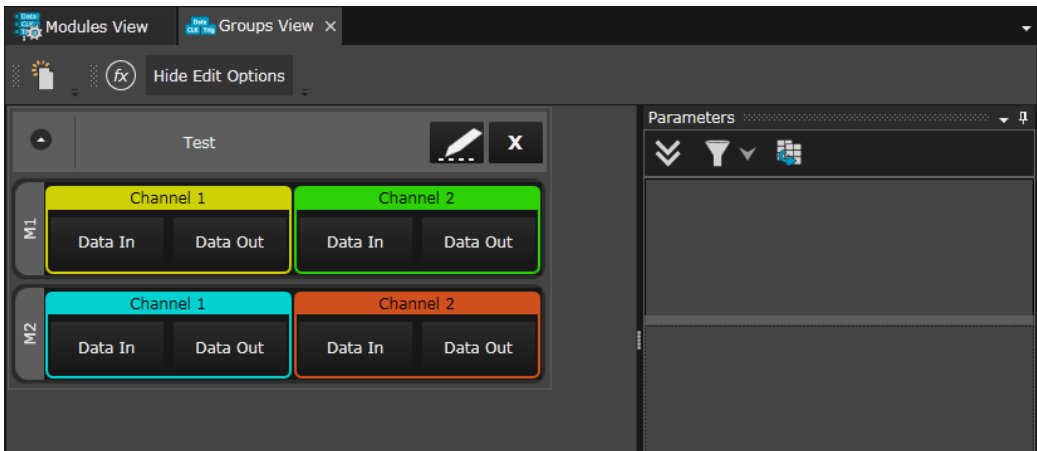 Modules View
Groups View
fx Hide Edit Options
Test X
Parameters
M1
Channel 1 Channel 2
Data In Data Out Data In Data Out
M2
Channel 1 Channel 2
Data In Data Out Data In Data Out